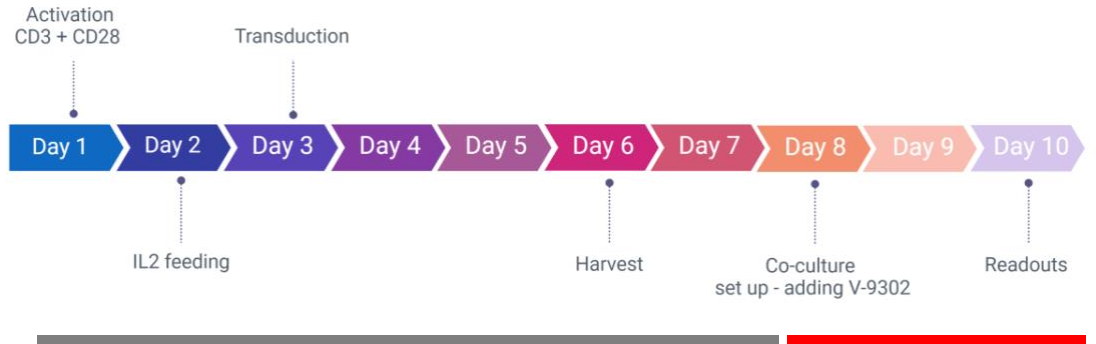 Activation
CD3 + CD28
Transduction
Day 1
Day 2
Day 3
Day 4
Day 5
Day 6
Day 7
Day 8
Day 9
Day 10
IL2 feeding
Harvest
Co-culture
set up - adding V-9302
Readouts